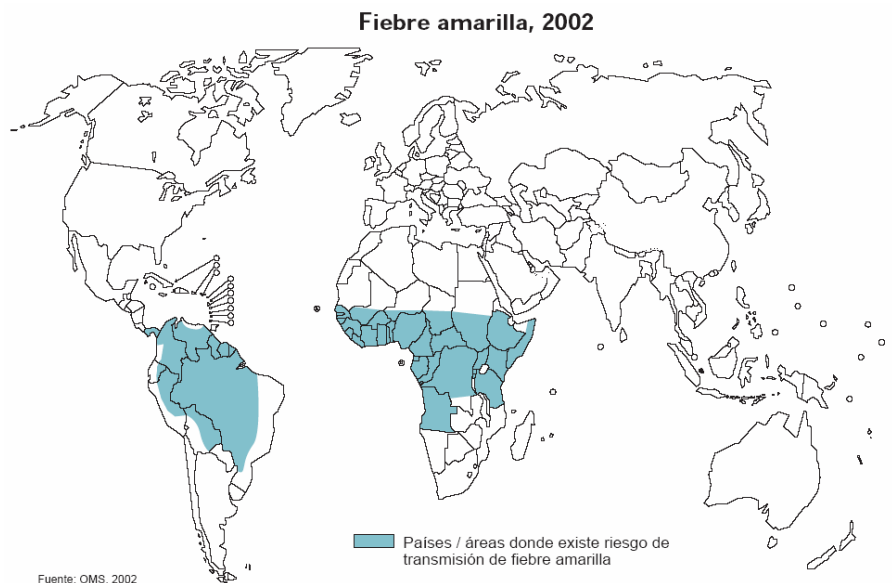 Fiebre amarilla, 2002
Países / áreas donde existe riesgo de
transmisión de fiebre amarilla
Fuente: OMS, 2002